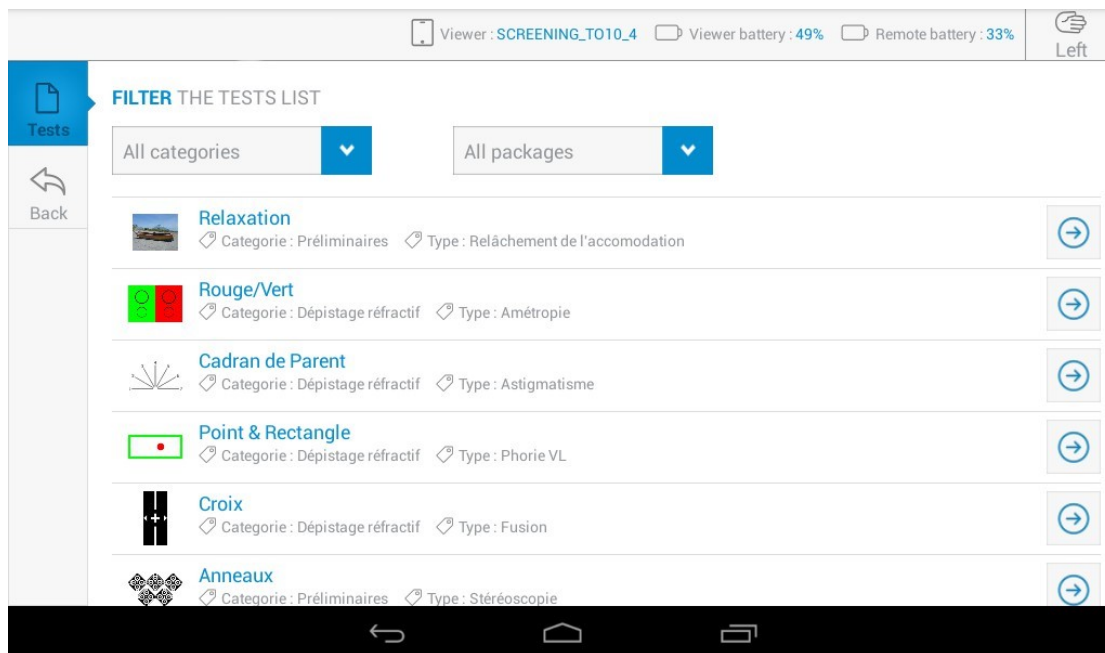 Viewer : SCREENING_TO10_4 Viewer battery : 49% Remote battery : 33%
Left
Tests
Back
FILTER THE TESTS LIST
All categories All packages
Relaxation
Categorie : Préliminaires Type : Relâchement de l'accomodation
Rouge/Vert
Categorie : Dépistage réfractif Type : Amétropie
Cadran de Parent
Categorie : Dépistage réfractif Type : Astigmatisme
Point & Rectangle
Categorie : Dépistage réfractif Type : Phorie VL
Croix
Categorie : Dépistage réfractif Type : Fusion
Anneaux
Categorie : Préliminaires Type : Stéréoscopie